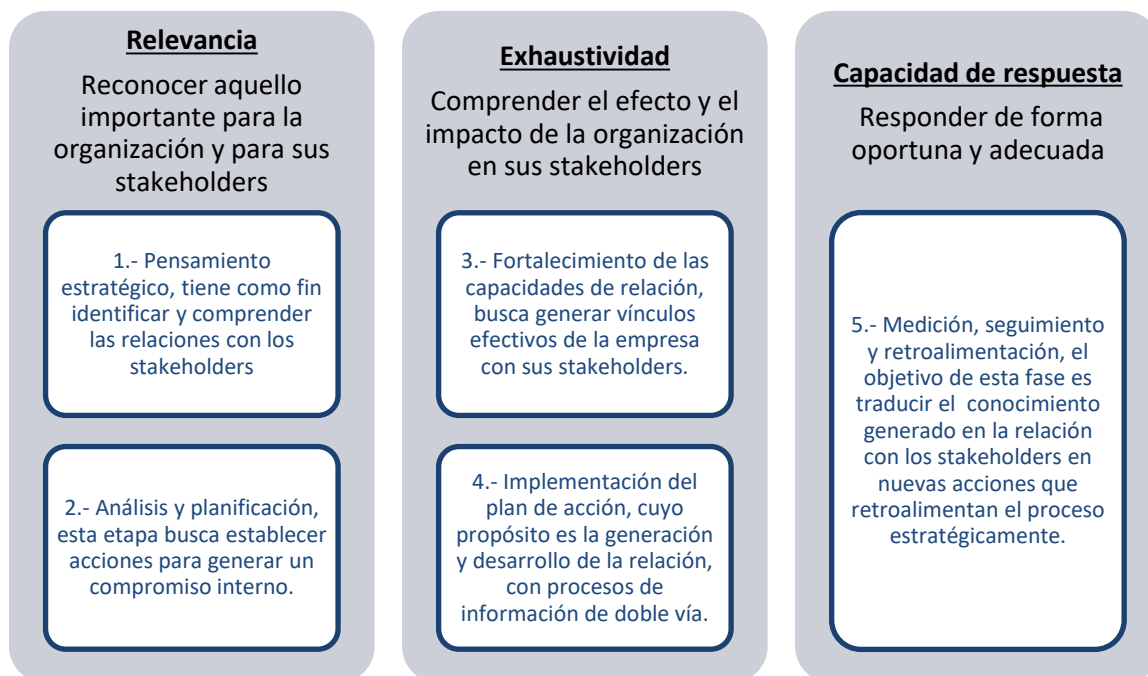 Relevancia
Reconocer aquello
importante para la
organización y para sus
stakeholders
1.- Pensamiento
estratégico, tiene como fin
identificar y comprender
las relaciones con los
stakeholders
2.- Análisis y planificación,
esta etapa busca establecer
acciones para generar un
compromiso interno.
Exhaustividad
Comprender el efecto y el
impacto de la organización
en sus stakeholders
3.- Fortalecimiento de las
capacidades de relación,
busca generar vínculos
efectivos de la empresa
con sus stakeholders.
4.- Implementación del
plan de acción, cuyo
propósito es la generación
y desarrollo de la relación,
con procesos de
información de doble vía.
Capacidad de respuesta
Responder de forma
oportuna y adecuada
5.- Medición, seguimiento
y retroalimentación, el
objetivo de esta fase es
traducir el conocimiento
generado en la relación
con los stakeholders en
nuevas acciones que
retroalimentan el proceso
estratégicamente.